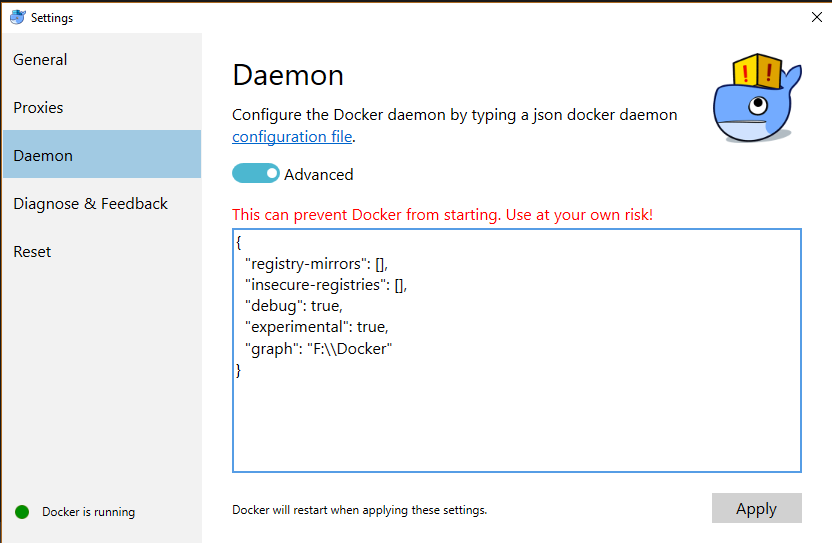 Settings
General
Proxies
Daemon
Diagnose & Feedback
Reset
Docker is running
Daemon
Configure the Docker daemon by typing a json docker daemon
configuration file.
Advanced
This can prevent Docker from starting. Use at your own risk!
{
"registry-mirrors": [],
"insecure-registries": [],
"debug": true,
"experimental": true,
"graph": "F:\\Docker"
}
Docker will restart when applying these settings.
Apply
! !